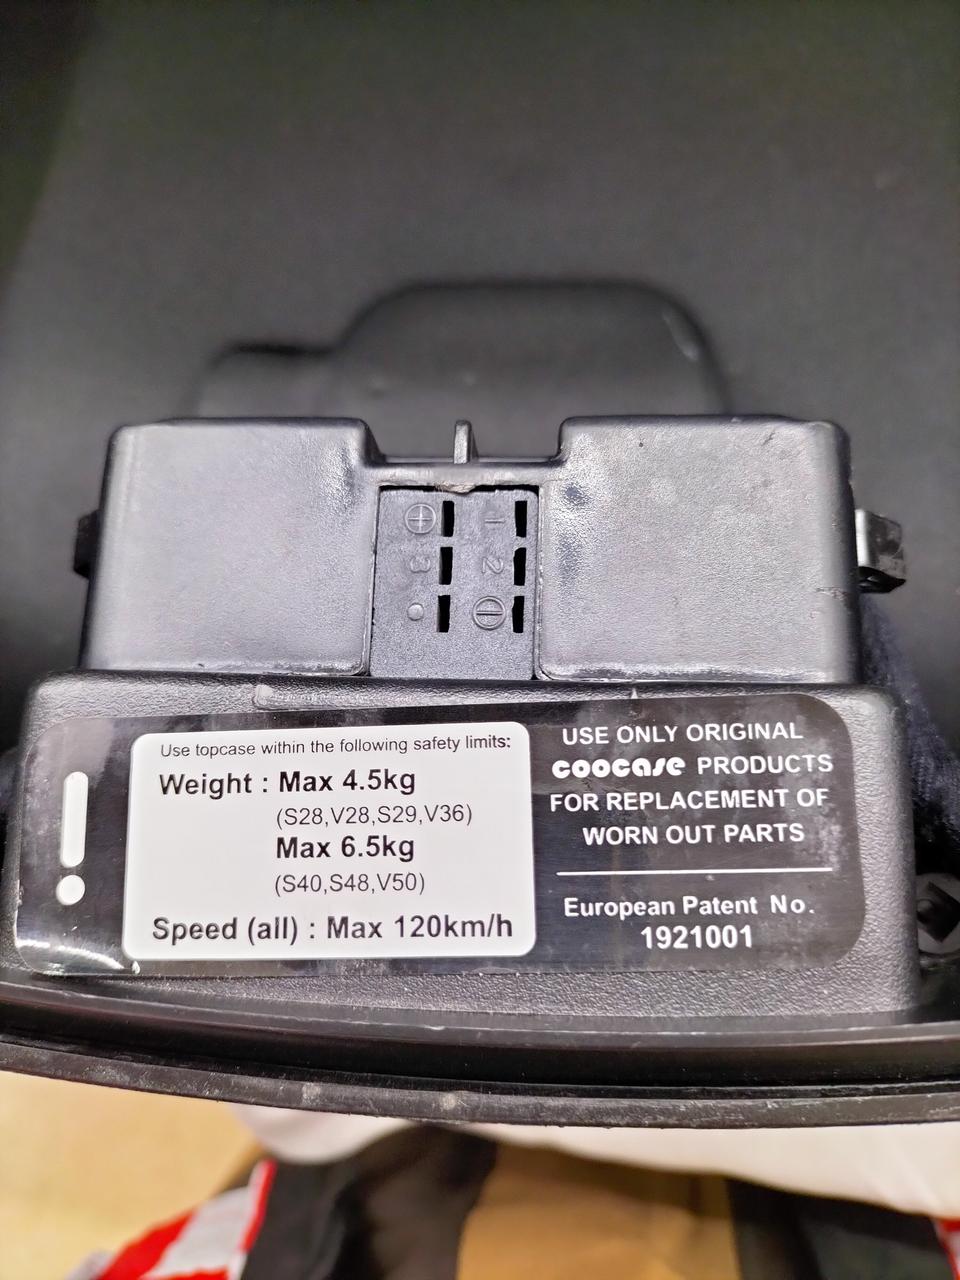 ⊕ 1
3 2
• ⊖
Use topcase within the following safety limits:
Weight : Max 4.5kg
(S28,V28,S29,V36)
Max 6.5kg
(S40,S48,V50)
Speed (all) : Max 120km/h
!
USE ONLY ORIGINAL
coocase PRODUCTS
FOR REPLACEMENT OF
WORN OUT PARTS
European Patent No.
1921001